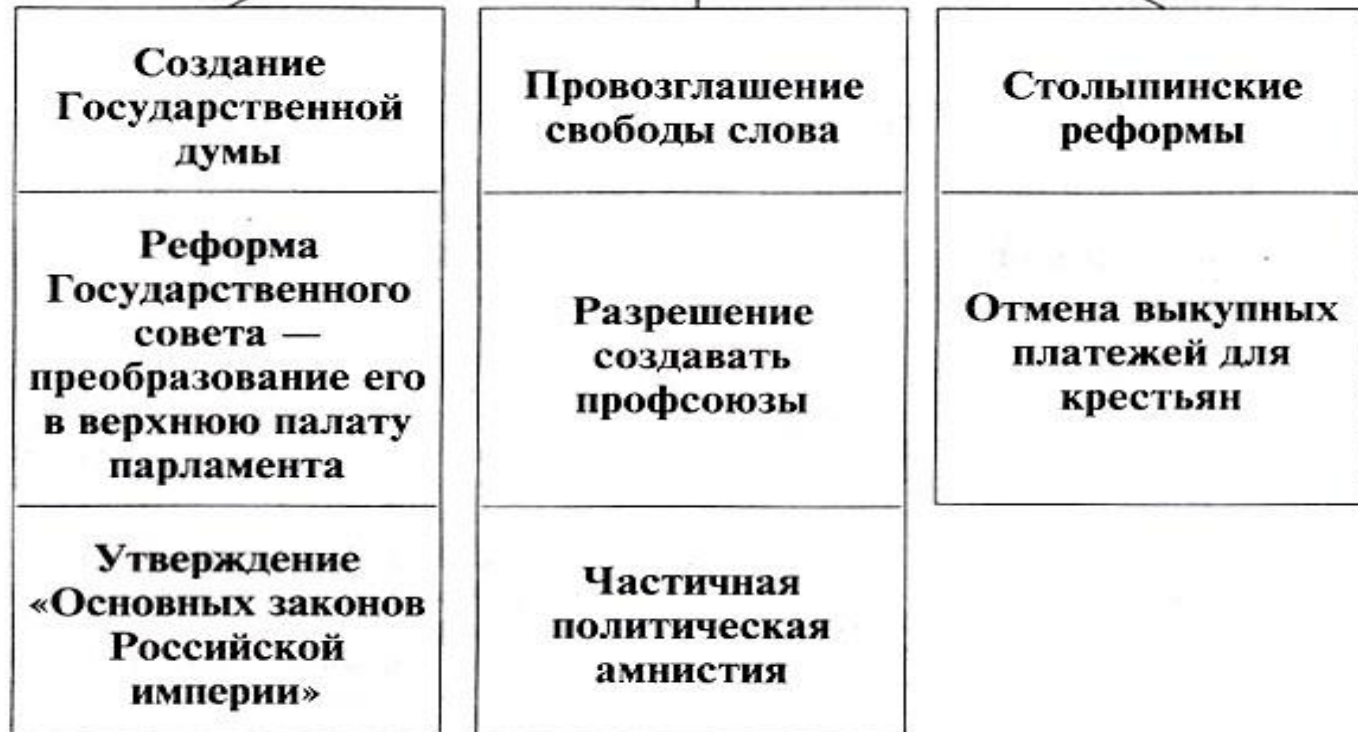 Создание
Государственной
думы
Реформа
Государственного
совета —
преобразование его
в верхнюю палату
парламента
Утверждение
«Основных законов
Российской
империи»
Провозглашение
свободы слова
Разрешение
создавать
профсоюзы
Частичная
политическая
амнистия
Столыпинские
реформы
Отмена выкупных
платежей для
крестьян